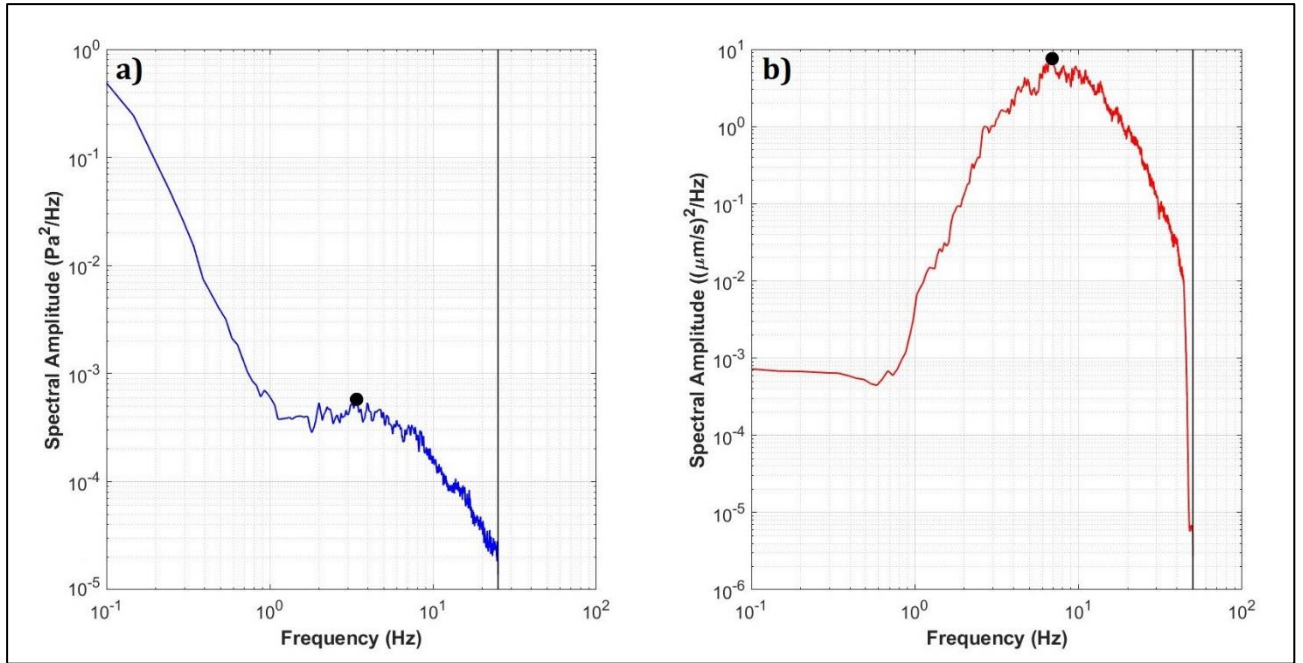 a)
10^0
10^-1
10^-2
10^-3
10^-4
10^-5
Spectral Amplitude (Pa^2/Hz)
10^-1 10^0 10^1 10^2
Frequency (Hz)
b)
10^1
10^0
10^-1
10^-2
10^-3
10^-4
10^-5
10^-6
Spectral Amplitude ((μm/s)^2/Hz)
10^-1 10^0 10^1 10^2
Frequency (Hz)